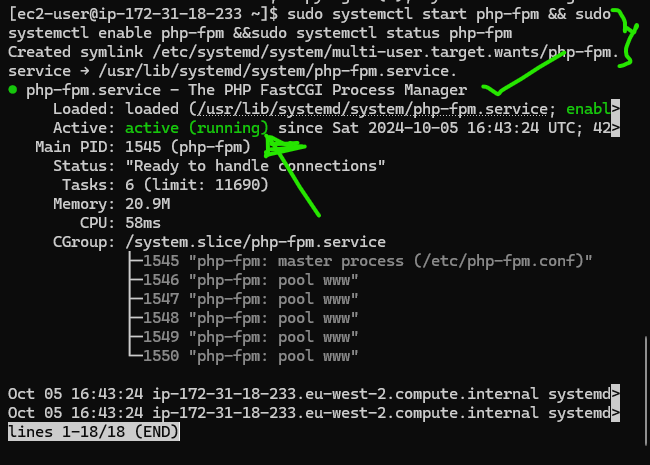 [ec2-user@ip-172-31-18-233 ~]$ sudo systemctl start php-fpm && sudo
systemctl enable php-fpm &&sudo systemctl status php-fpm
Created symlink /etc/systemd/system/multi-user.target.wants/php-fpm.
service → /usr/lib/systemd/system/php-fpm.service.
● php-fpm.service - The PHP FastCGI Process Manager
Loaded: loaded (/usr/lib/systemd/system/php-fpm.service; enabl>
Active: active (running) since Sat 2024-10-05 16:43:24 UTC; 42>
Main PID: 1545 (php-fpm)
Status: "Ready to handle connections"
Tasks: 6 (limit: 11690)
Memory: 20.9M
CPU: 58ms
CGroup: /system.slice/php-fpm.service
├─1545 "php-fpm: master process (/etc/php-fpm.conf)"
├─1546 "php-fpm: pool www"
├─1547 "php-fpm: pool www"
├─1548 "php-fpm: pool www"
├─1549 "php-fpm: pool www"
└─1550 "php-fpm: pool www"
Oct 05 16:43:24 ip-172-31-18-233.eu-west-2.compute.internal systemd>
Oct 05 16:43:24 ip-172-31-18-233.eu-west-2.compute.internal systemd>
lines 1-18/18 (END)